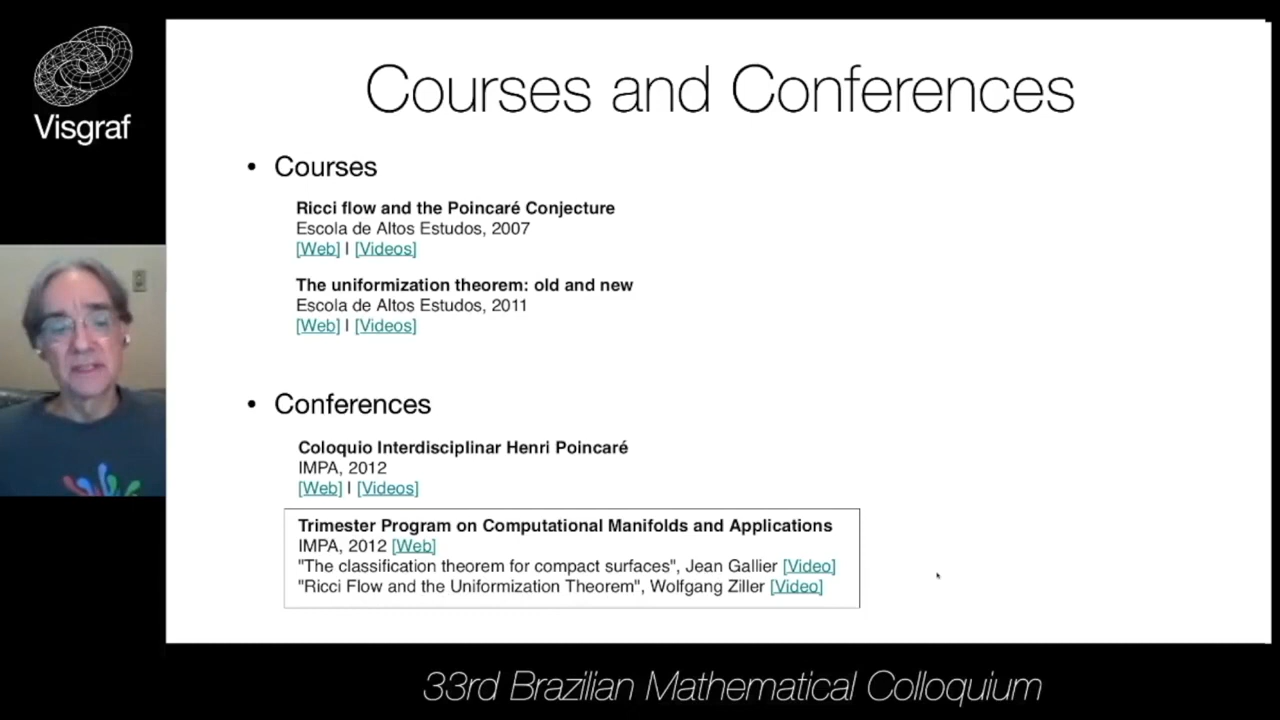 Visgraf
Courses and Conferences
• Courses
Ricci flow and the Poincaré Conjecture
Escola de Altos Estudos, 2007
[Web] | [Videos]
The uniformization theorem: old and new
Escola de Altos Estudos, 2011
[Web] | [Videos]
• Conferences
Coloquio Interdisciplinar Henri Poincaré
IMPA, 2012
[Web] | [Videos]
Trimester Program on Computational Manifolds and Applications
IMPA, 2012 [Web]
"The classification theorem for compact surfaces", Jean Gallier [Video]
"Ricci Flow and the Uniformization Theorem", Wolfgang Ziller [Video]
33rd Brazilian Mathematical Colloquium